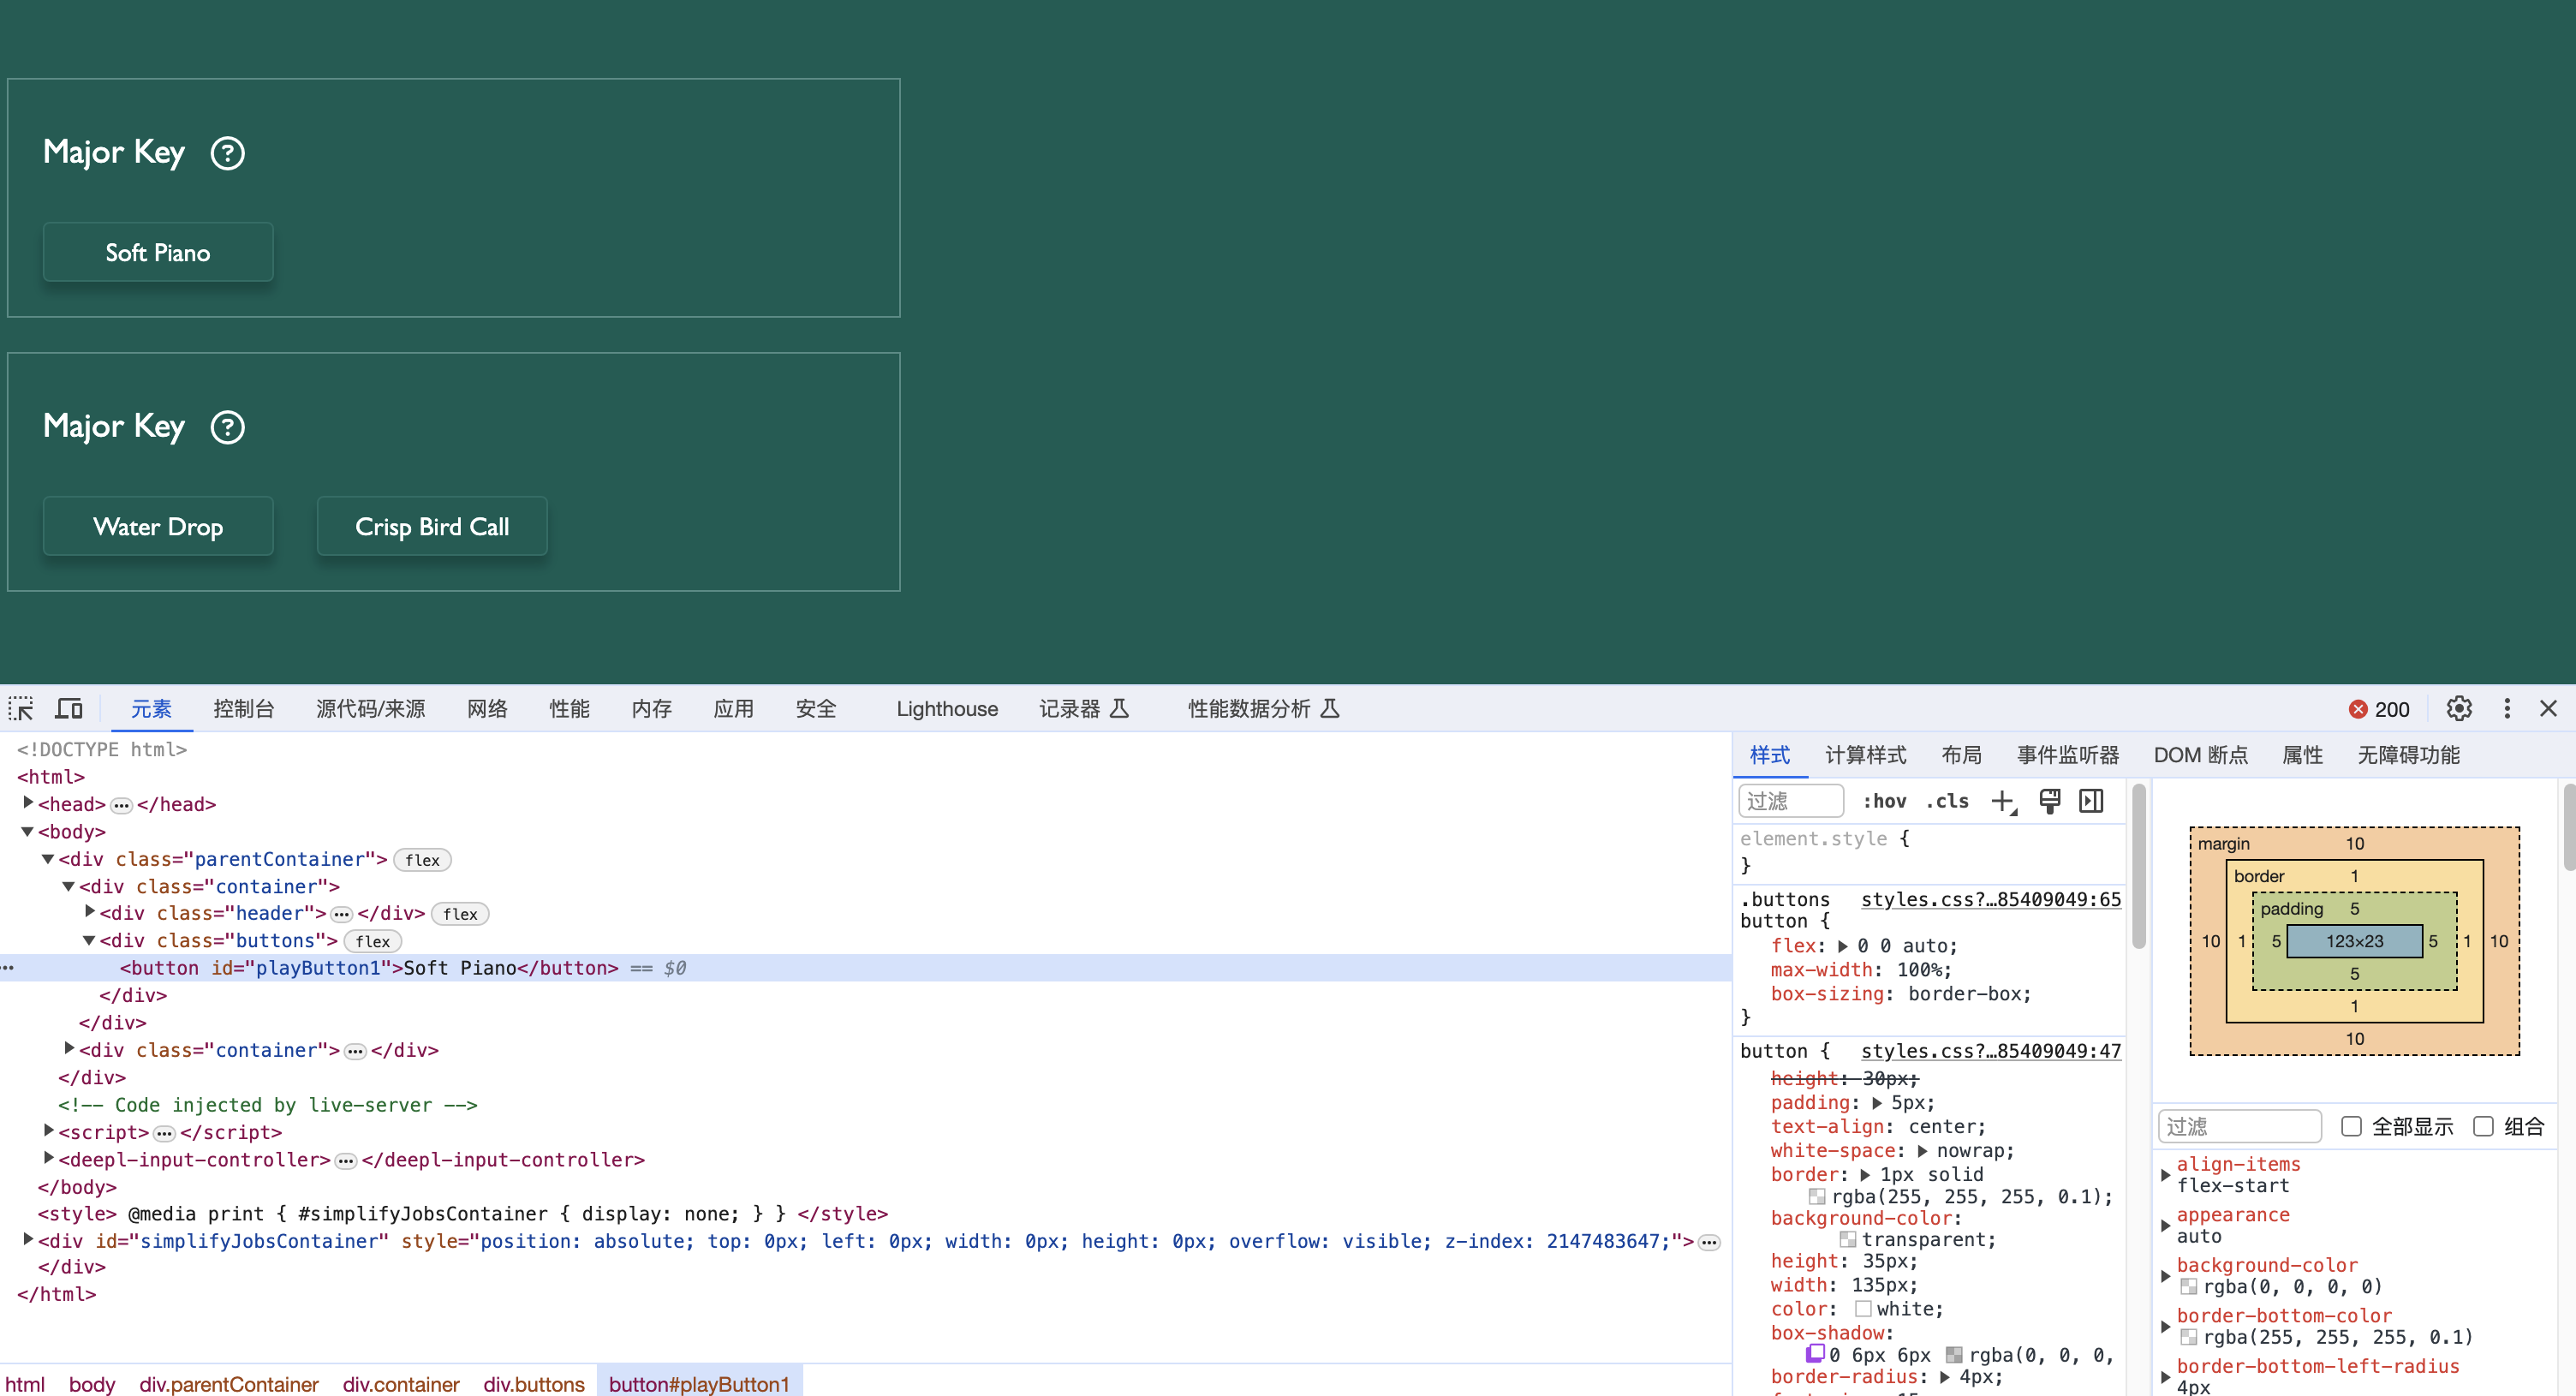 Major Key ?
Soft Piano
Major Key ?
Water Drop Crisp Bird Call
元素 控制台 源代码/来源 网络 性能 内存 应用 安全 Lighthouse 记录器 性能数据分析 200
<!DOCTYPE html>
<html>
<head>…</head>
<body>
<div class="parentContainer"> flex
<div class="container">
<div class="header">…</div> flex
<div class="buttons"> flex
… <button id="playButton1">Soft Piano</button> == $0
</div>
</div>
<div class="container">…</div>
</div>
<!-- Code injected by live-server -->
<script>…</script>
<deepl-input-controller>…</deepl-input-controller>
</body>
<style> @media print { #simplifyJobsContainer { display: none; } } </style>
<div id="simplifyJobsContainer" style="position: absolute; top: 0px; left: 0px; width: 0px; height: 0px; overflow: visible; z-index: 2147483647;">…
</div>
</html>
html body div.parentContainer div.container div.buttons button#playButton1
样式 计算样式 布局 事件监听器 DOM 断点 属性 无障碍功能
过滤 :hov .cls
element.style {
}
.buttons styles.css?…85409049:65
button {
flex: 0 0 auto;
max-width: 100%;
box-sizing: border-box;
}
button { styles.css?…85409049:47
height: 30px;
padding: 5px;
text-align: center;
white-space: nowrap;
border: 1px solid
rgba(255, 255, 255, 0.1);
background-color:
transparent;
height: 35px;
width: 135px;
color: white;
box-shadow:
0 6px 6px rgba(0, 0, 0,
border-radius: 4px;
margin 10
border 1
padding 5
10 1 5 123×23 5 1 10
5
1
10
过滤 全部显示 组合
align-items
flex-start
appearance
auto
background-color
rgba(0, 0, 0, 0)
border-bottom-color
rgba(255, 255, 255, 0.1)
border-bottom-left-radius
4px